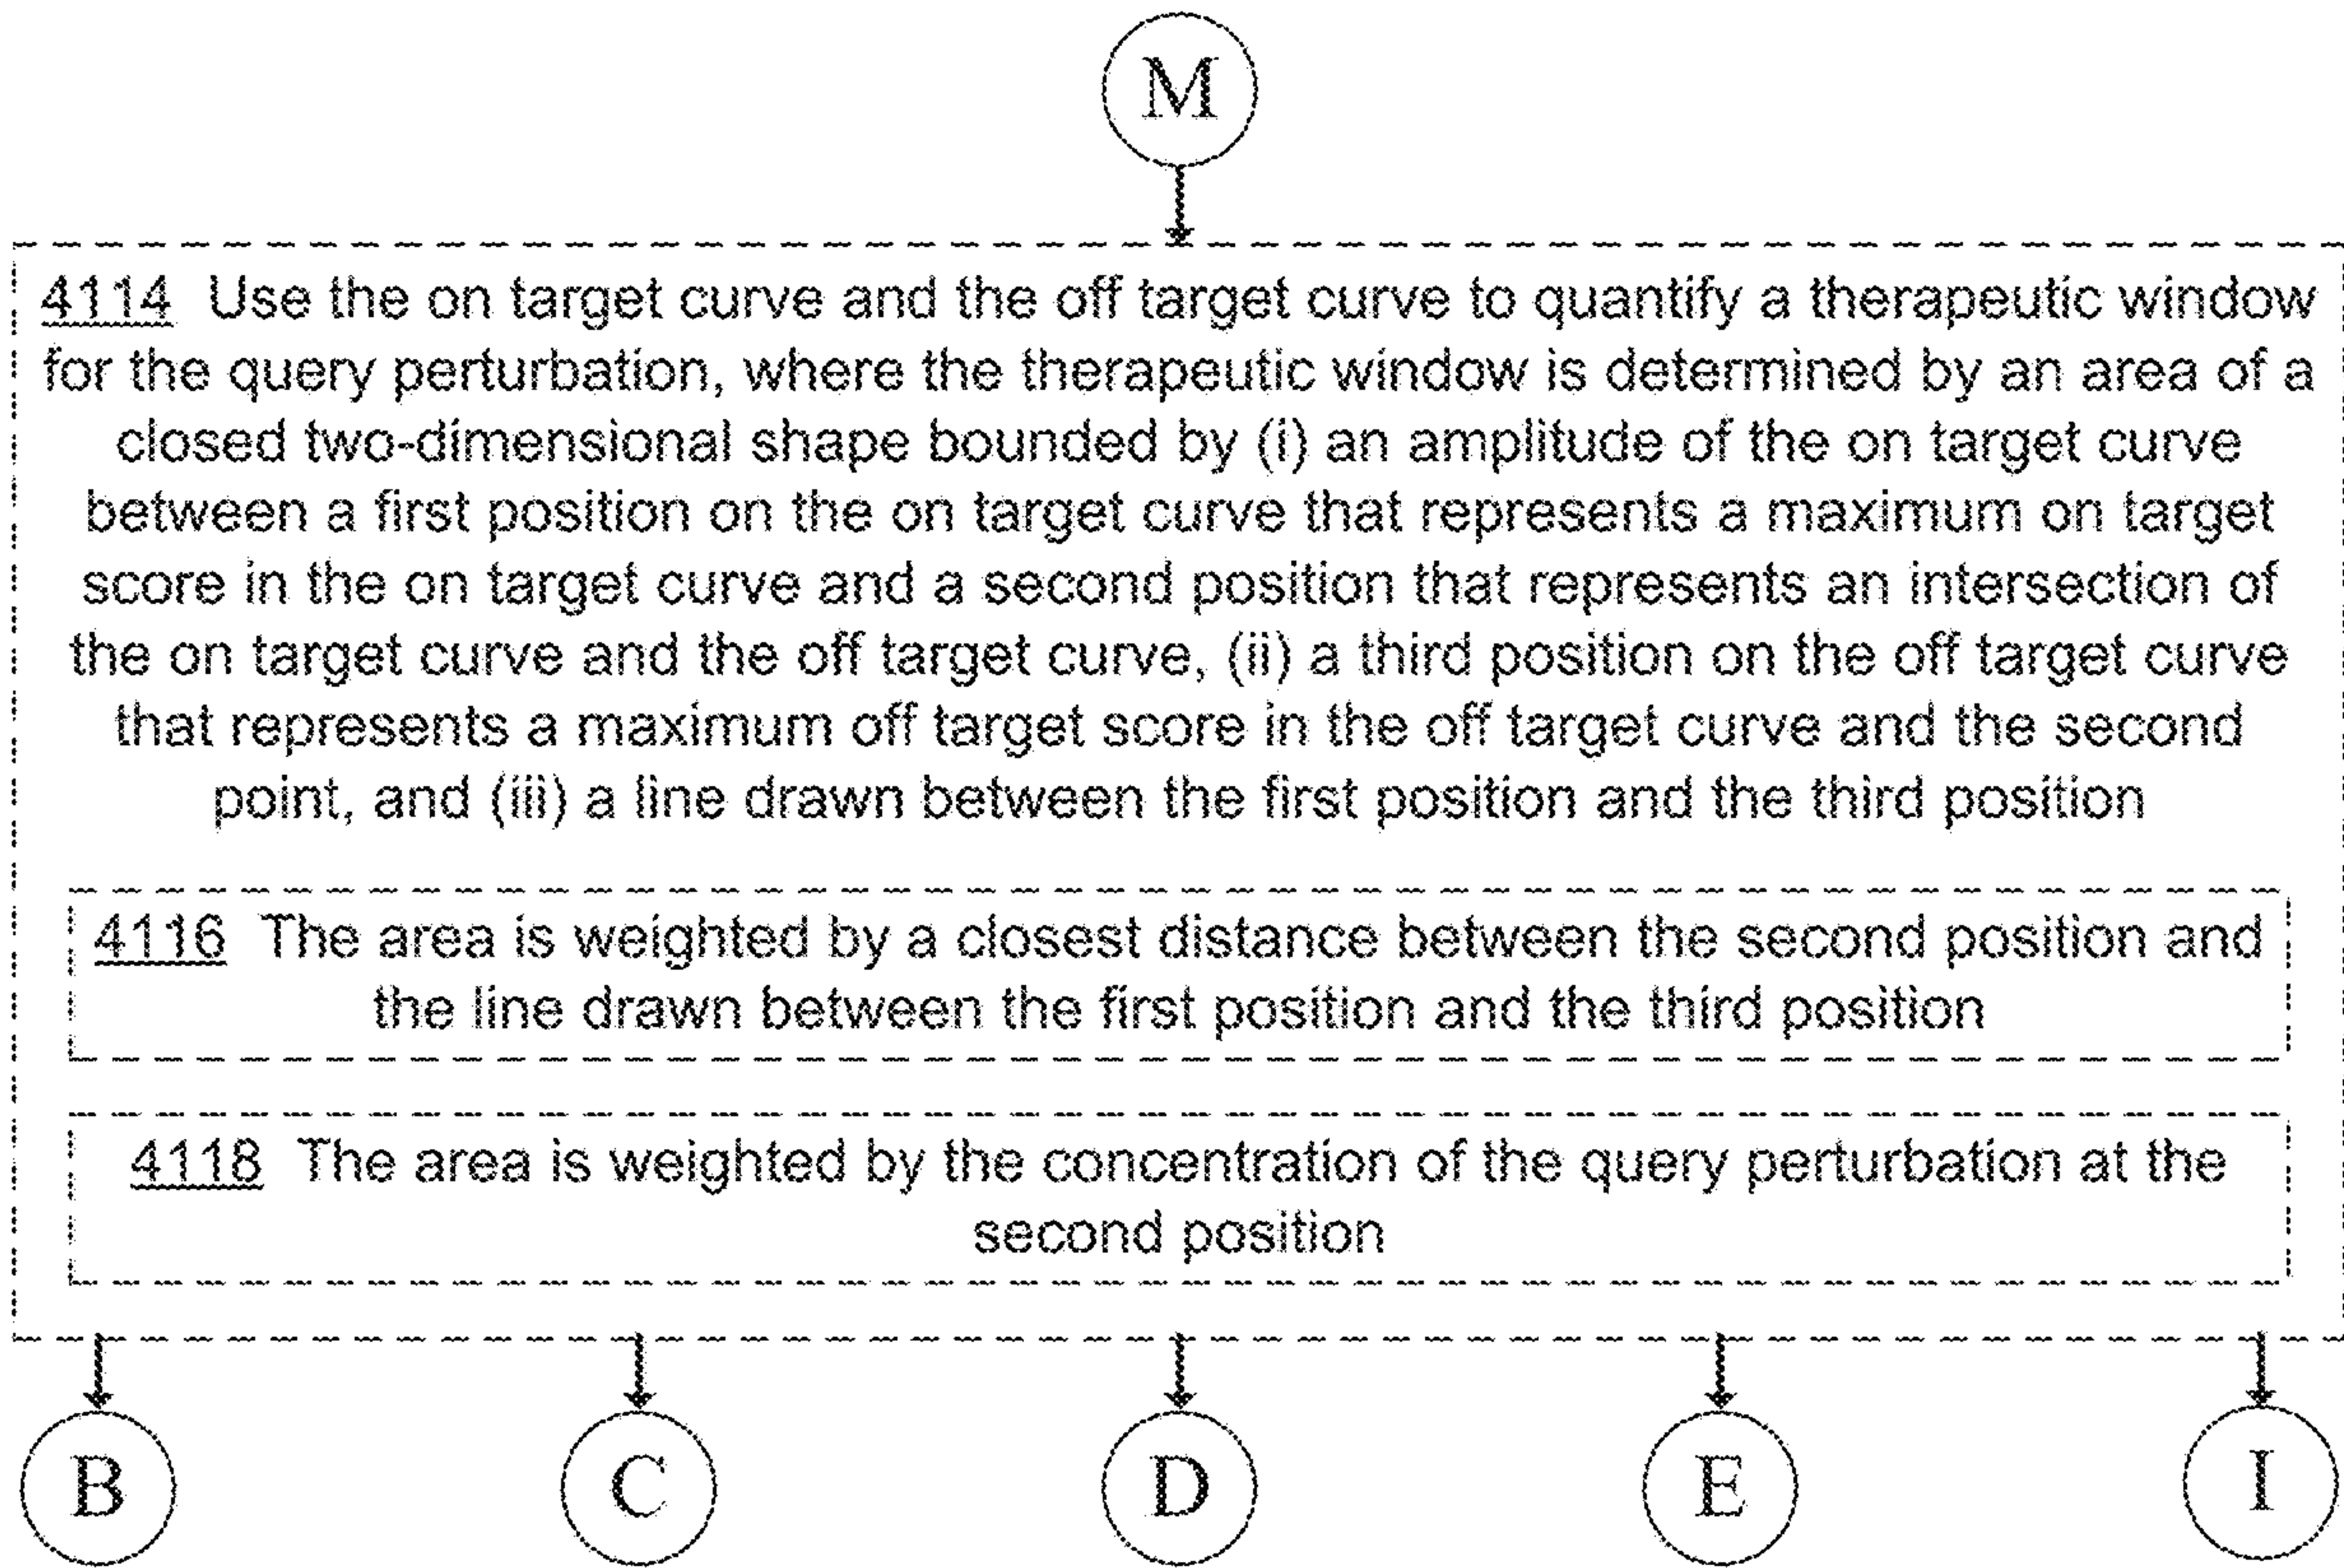 M
4114 Use the on target curve and the off target curve to quantify a therapeutic window
for the query perturbation, where the therapeutic window is determined by an area of a
closed two-dimensional shape bounded by (i) an amplitude of the on target curve
between a first position on the on target curve that represents a maximum on target
score in the on target curve and a second position that represents an intersection of
the on target curve and the off target curve, (ii) a third position on the off target curve
that represents a maximum off target score in the off target curve and the second
point, and (iii) a line drawn between the first position and the third position
4116 The area is weighted by a closest distance between the second position and
the line drawn between the first position and the third position
4118 The area is weighted by the concentration of the query perturbation at the
second position
B C D E I